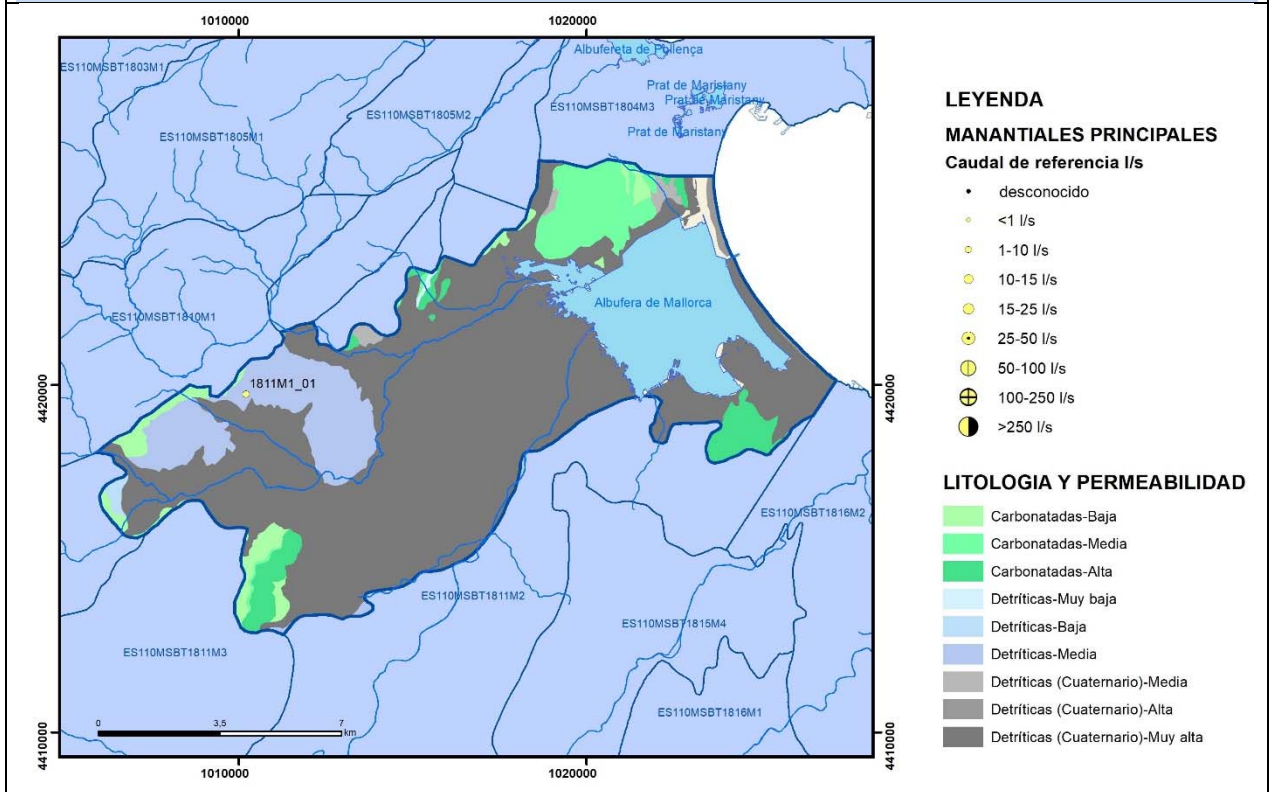 1010000
1020000
Albufereta de Pollença
ES110MSBT1803M1
Prat de Maristany
Prat de Maristany
ES110MSBT1804M3
ES110MSBT1805M2
Prat de Maristany
ES110MSBT1805M1
Albufera de Mallorca
ES110MSBT1810M1
1811M1_01
4420000
4420000
ES110MSBT1816M2
ES110MSBT1811M2
ES110MSBT1815M4
ES110MSBT1811M3
ES110MSBT1816M1
0
3,5
7
km
4410000
4410000
1010000
1020000
LEYENDA
MANANTIALES PRINCIPALES
Caudal de referencia l/s
desconocido
<1 l/s
1-10 l/s
10-15 l/s
15-25 l/s
25-50 l/s
50-100 l/s
100-250 l/s
>250 l/s
LITOLOGIA Y PERMEABILIDAD
Carbonatadas-Baja
Carbonatadas-Media
Carbonatadas-Alta
Detríticas-Muy baja
Detríticas-Baja
Detríticas-Media
Detríticas (Cuaternario)-Media
Detríticas (Cuaternario)-Alta
Detríticas (Cuaternario)-Muy alta